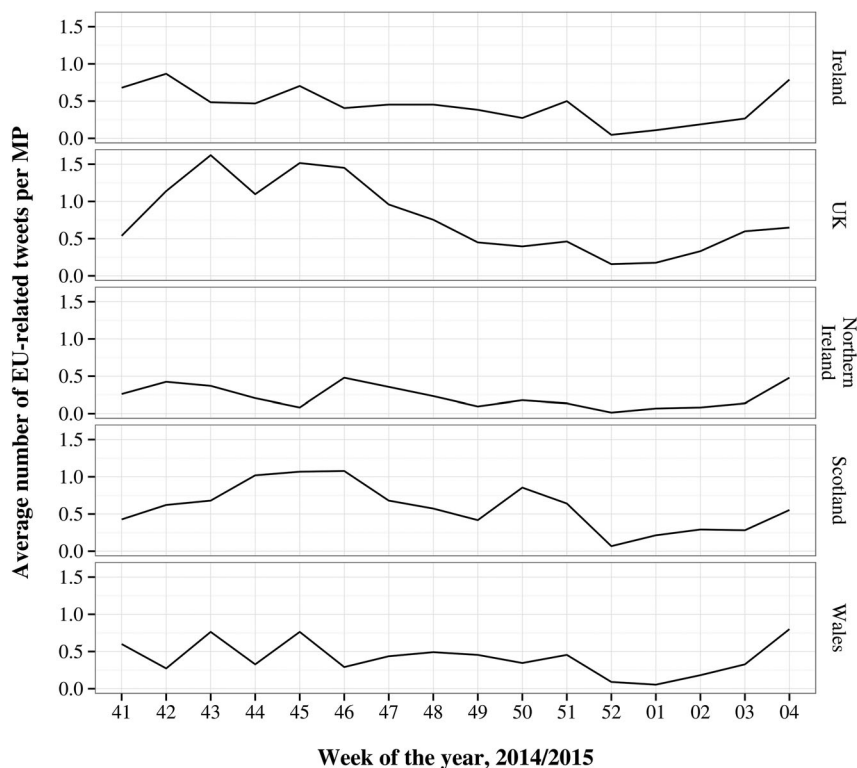 Average number of EU-related tweets per MP
1.5
1.0
0.5
0.0
Ireland
1.5
1.0
0.5
0.0
UK
1.5
1.0
0.5
0.0
Northern
Ireland
1.5
1.0
0.5
0.0
Scotland
1.5
1.0
0.5
0.0
Wales
41 42 43 44 45 46 47 48 49 50 51 52 01 02 03 04
Week of the year, 2014/2015